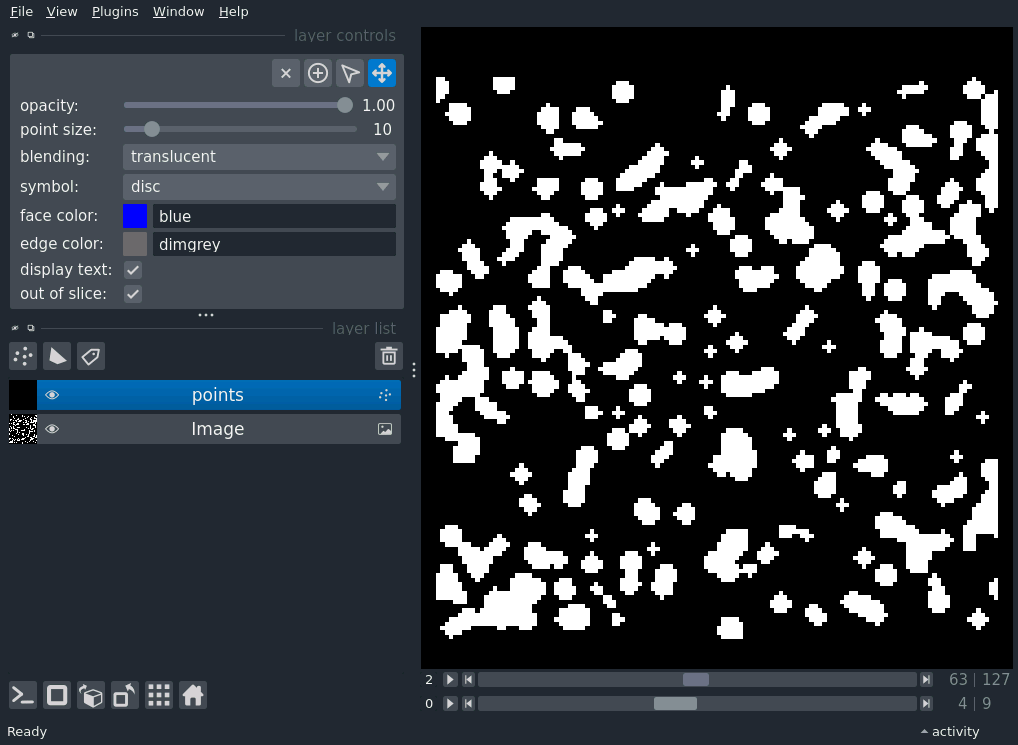 File View Plugins Window Help
layer controls
opacity: 1.00
point size: 10
blending: translucent
symbol: disc
face color: blue
edge color: dimgrey
display text:
out of slice:
layer list
points
Image
2 63 | 127
0 4 | 9
Ready activity